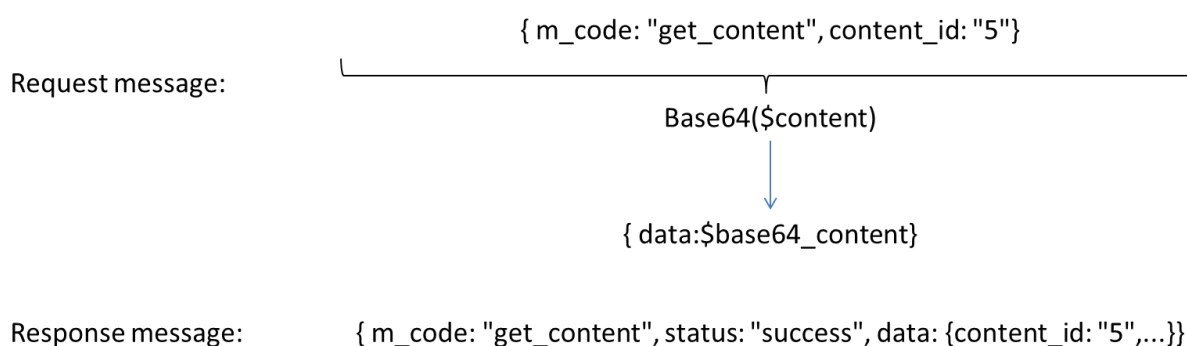 { m_code: "get_content", content_id: "5"}
Request message:
Base64($content)
{ data:$base64_content}
Response message: { m_code: "get_content", status: "success", data: {content_id: "5",...}}